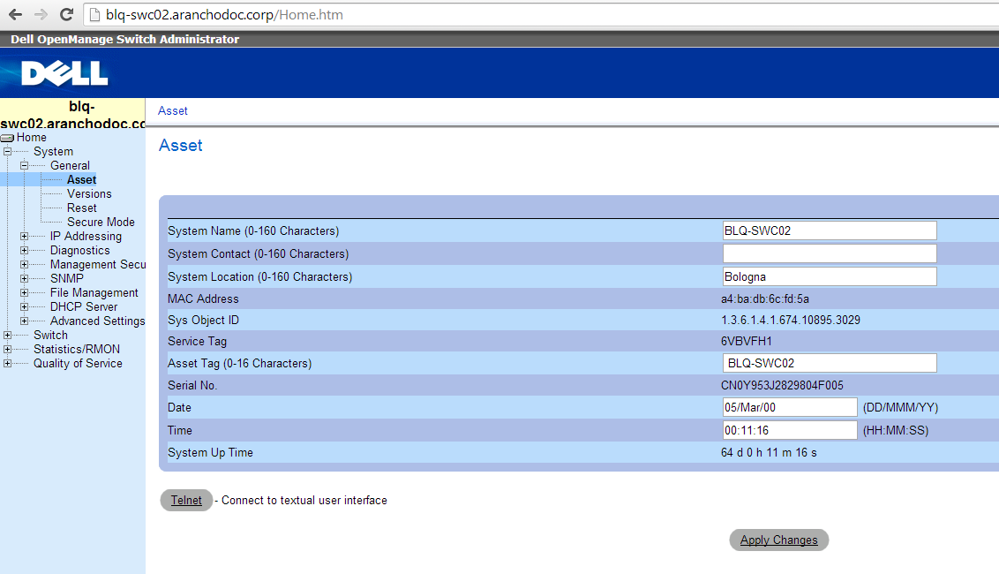 blq-swc02.aranchodoc.corp/Home.htm
Dell OpenManage Switch Administrator
DELL
blq-
swc02.aranchodoc.cc
Home
System
General
Asset
Versions
Reset
Secure Mode
IP Addressing
Diagnostics
Management Secu
SNMP
File Management
DHCP Server
Advanced Settings
Switch
Statistics/RMON
Quality of Service
Asset
Asset
System Name (0-160 Characters) BLQ-SWC02
System Contact (0-160 Characters)
System Location (0-160 Characters) Bologna
MAC Address a4:ba:db:6c:fd:5a
Sys Object ID 1.3.6.1.4.1.674.10895.3029
Service Tag 6VBVFH1
Asset Tag (0-16 Characters) BLQ-SWC02
Serial No. CN0Y953J2829804F005
Date 05/Mar/00 (DD/MMM/YY)
Time 00:11:16 (HH:MM:SS)
System Up Time 64 d 0 h 11 m 16 s
Telnet - Connect to textual user interface
Apply Changes